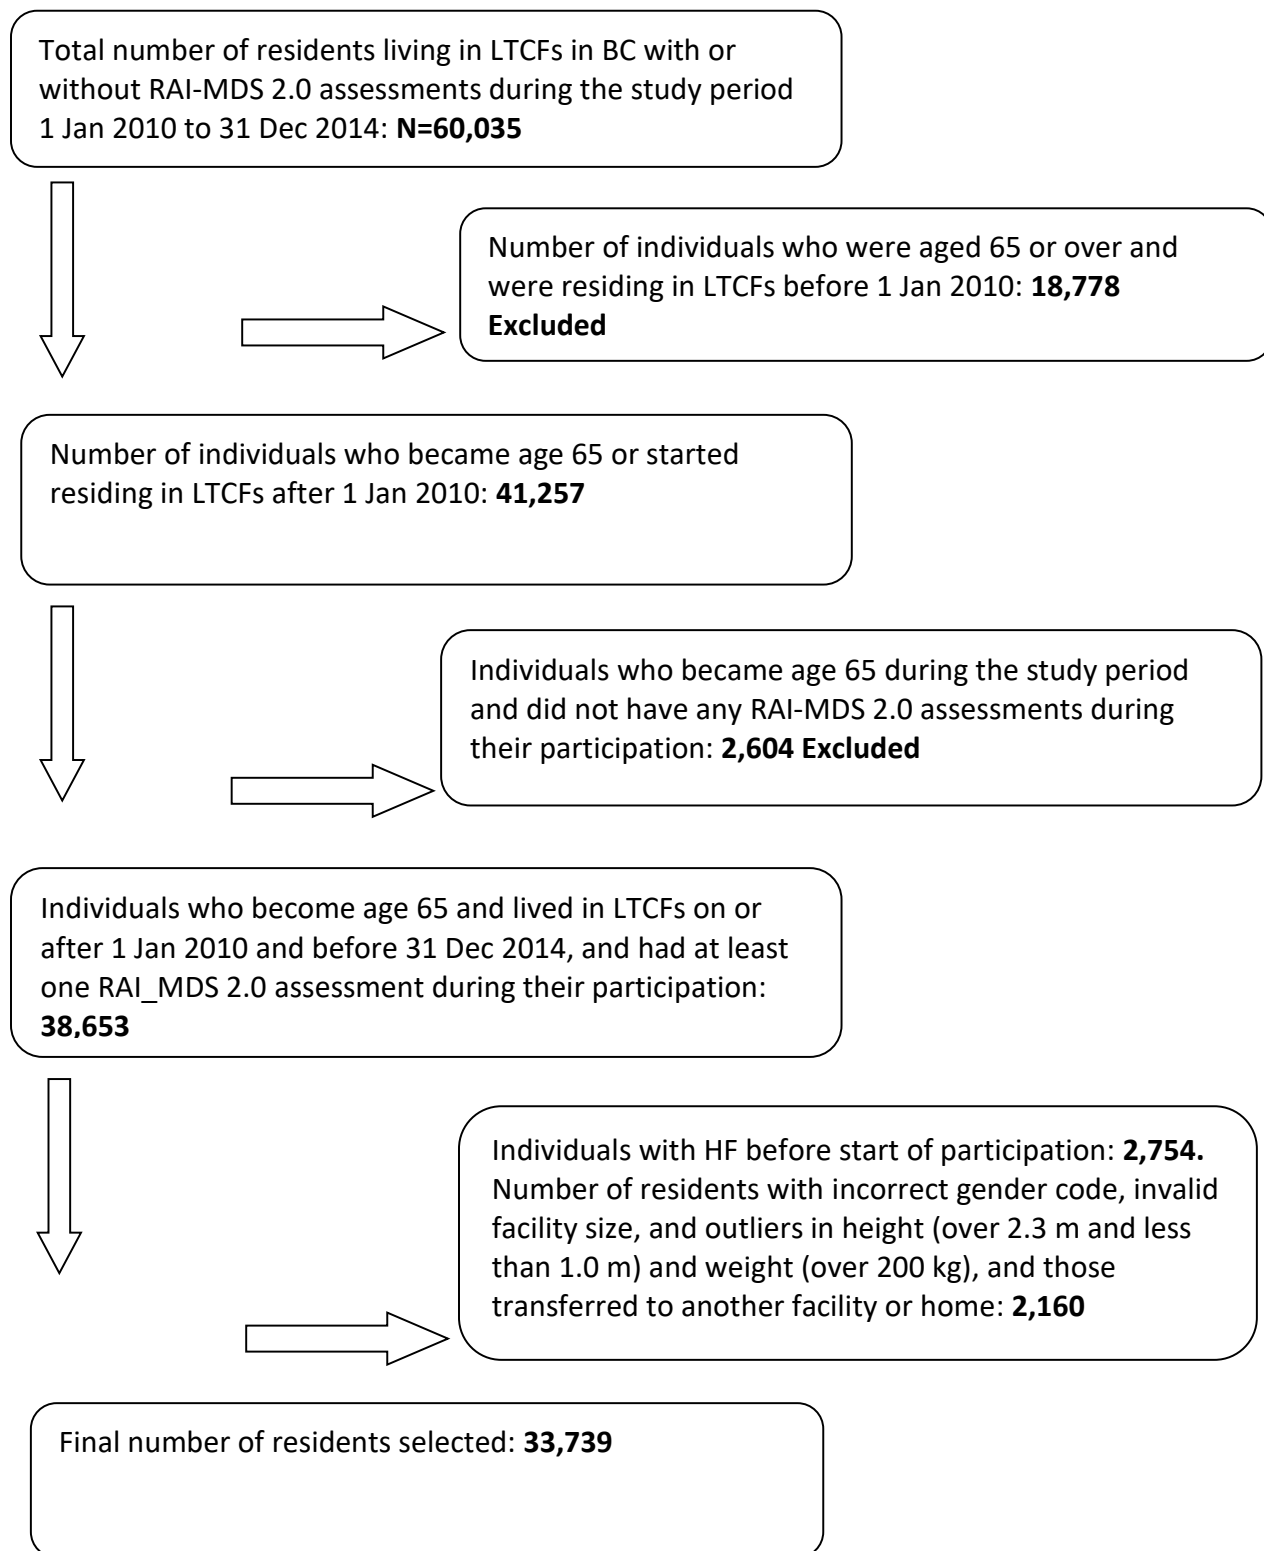 Total number of residents living in LTCFs in BC with or
without RAI-MDS 2.0 assessments during the study period
1 Jan 2010 to 31 Dec 2014: N=60,035
Number of individuals who were aged 65 or over and
were residing in LTCFs before 1 Jan 2010: 18,778
Excluded
Number of individuals who became age 65 or started
residing in LTCFs after 1 Jan 2010: 41,257
Individuals who became age 65 during the study period
and did not have any RAI-MDS 2.0 assessments during
their participation: 2,604 Excluded
Individuals who become age 65 and lived in LTCFs on or
after 1 Jan 2010 and before 31 Dec 2014, and had at least
one RAI_MDS 2.0 assessment during their participation:
38,653
Individuals with HF before start of participation: 2,754.
Number of residents with incorrect gender code, invalid
facility size, and outliers in height (over 2.3 m and less
than 1.0 m) and weight (over 200 kg), and those
transferred to another facility or home: 2,160
Final number of residents selected: 33,739